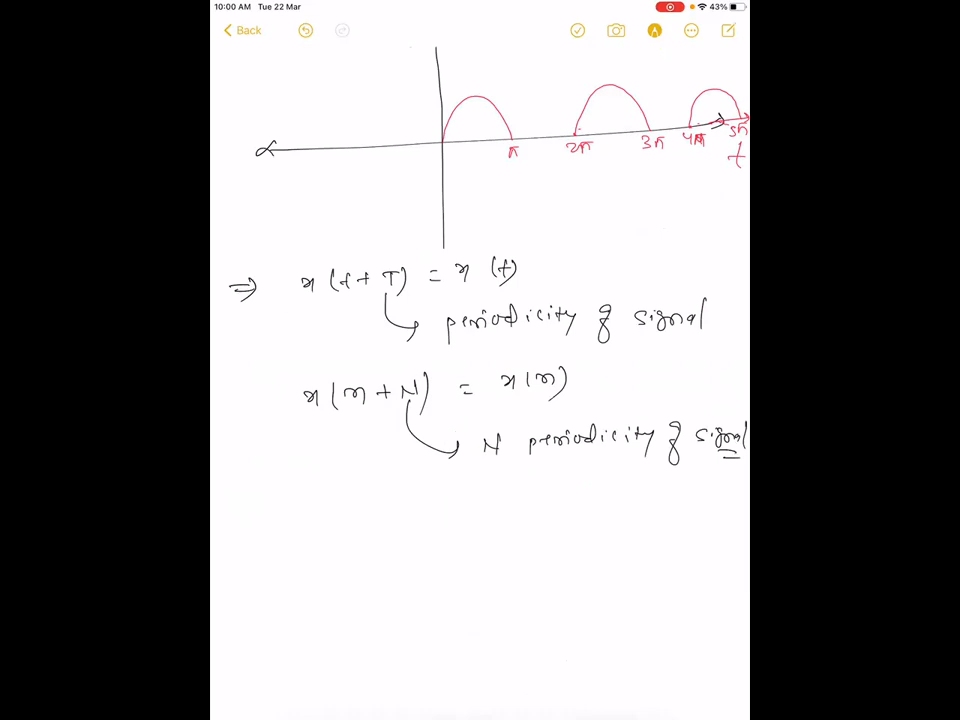 10:00 AM Tue 22 Mar 43%
Back
π 2π 3π 4π 5π
t
⇒ x(t + T) = x(t)
periodicity of signal
x(n + N) = x(n)
N periodicity of signal